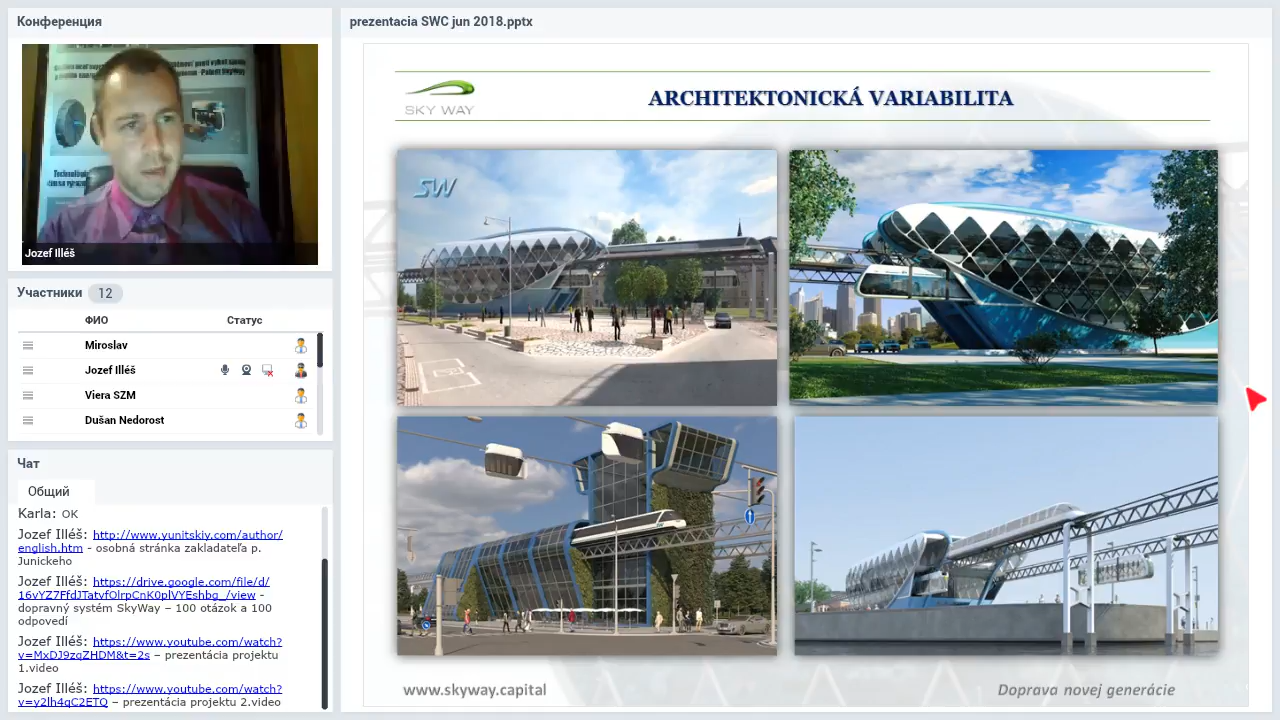 Конференция
Jozef Illéš
Участники 12
ФИО Статус
Miroslav
Jozef Illéš
Viera SZM
Dušan Nedorost
Чат
Общий
Karla: OK
Jozef Illéš: http://www.yunitskiy.com/author/
english.htm - osobná stránka zakladateľa p.
Junickeho
Jozef Illéš: https://drive.google.com/file/d/
16vYZ7FfdJTatvfOlrpCnK0plVYEshbg_/view -
dopravný systém SkyWay – 100 otázok a 100
odpovedí
Jozef Illéš: https://www.youtube.com/watch?
v=MxDJ9zqZHDM&t=2s – prezentácia projektu
1.video
Jozef Illéš: https://www.youtube.com/watch?
v=y2lh4qC2ETQ – prezentácia projektu 2.video
prezentacia SWC jun 2018.pptx
SKY WAY
ARCHITEKTONICKÁ VARIABILITA
SW
www.skyway.capital
Doprava novej generácie